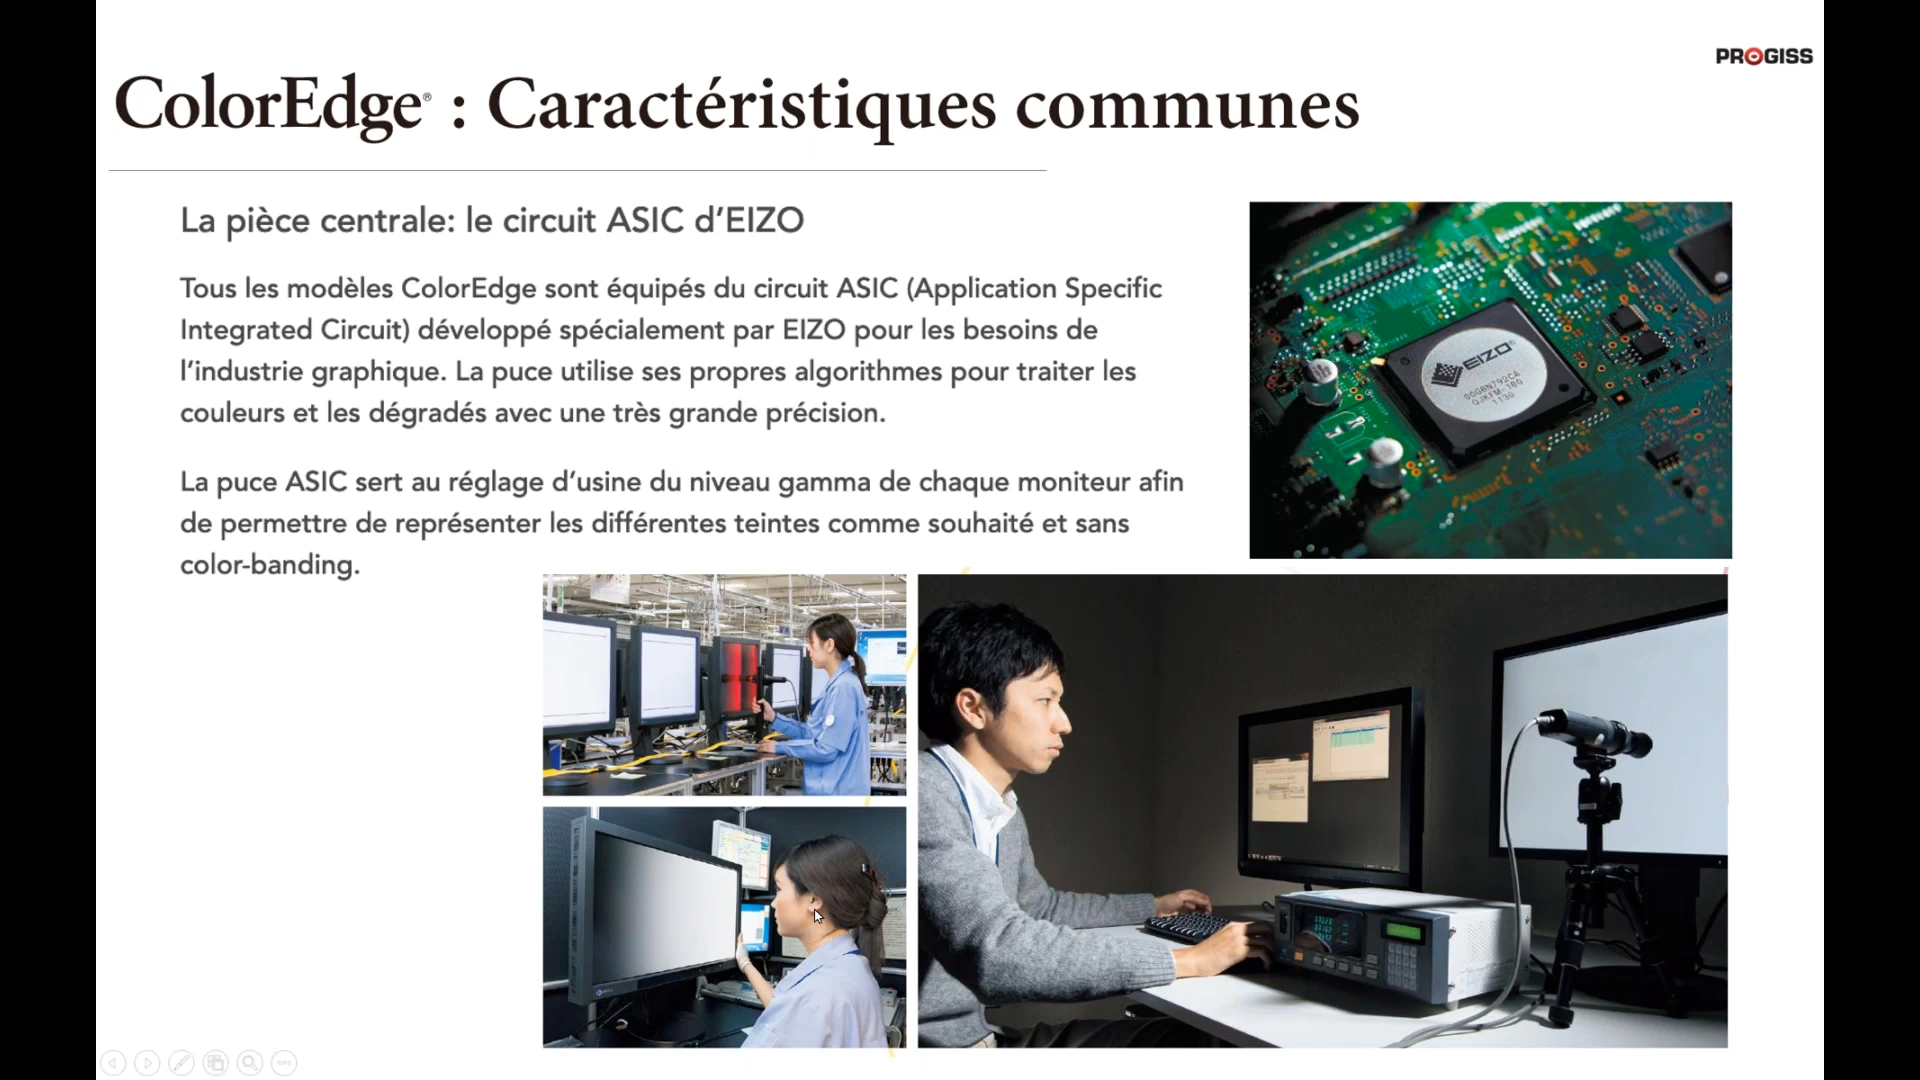 PROGISS
ColorEdge® : Caractéristiques communes
La pièce centrale: le circuit ASIC d’EIZO
Tous les modèles ColorEdge sont équipés du circuit ASIC (Application Specific
Integrated Circuit) développé spécialement par EIZO pour les besoins de
l’industrie graphique. La puce utilise ses propres algorithmes pour traiter les
couleurs et les dégradés avec une très grande précision.
La puce ASIC sert au réglage d’usine du niveau gamma de chaque moniteur afin
de permettre de représenter les différentes teintes comme souhaité et sans
color-banding.
EIZO®